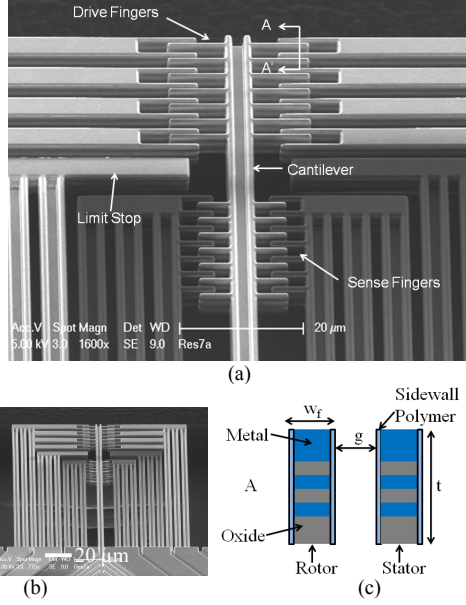 Drive Fingers
A
A'
Cantilever
Limit Stop
Sense Fingers
Acc.V Spot Magn Det WD
5.00 kV 3.0 1600x SE 9.0 Res7a
20 µm
(a)
20 µm
(b)
Sidewall
Polymer
wf
g
Metal
A
t
Oxide
Rotor
Stator
(c)